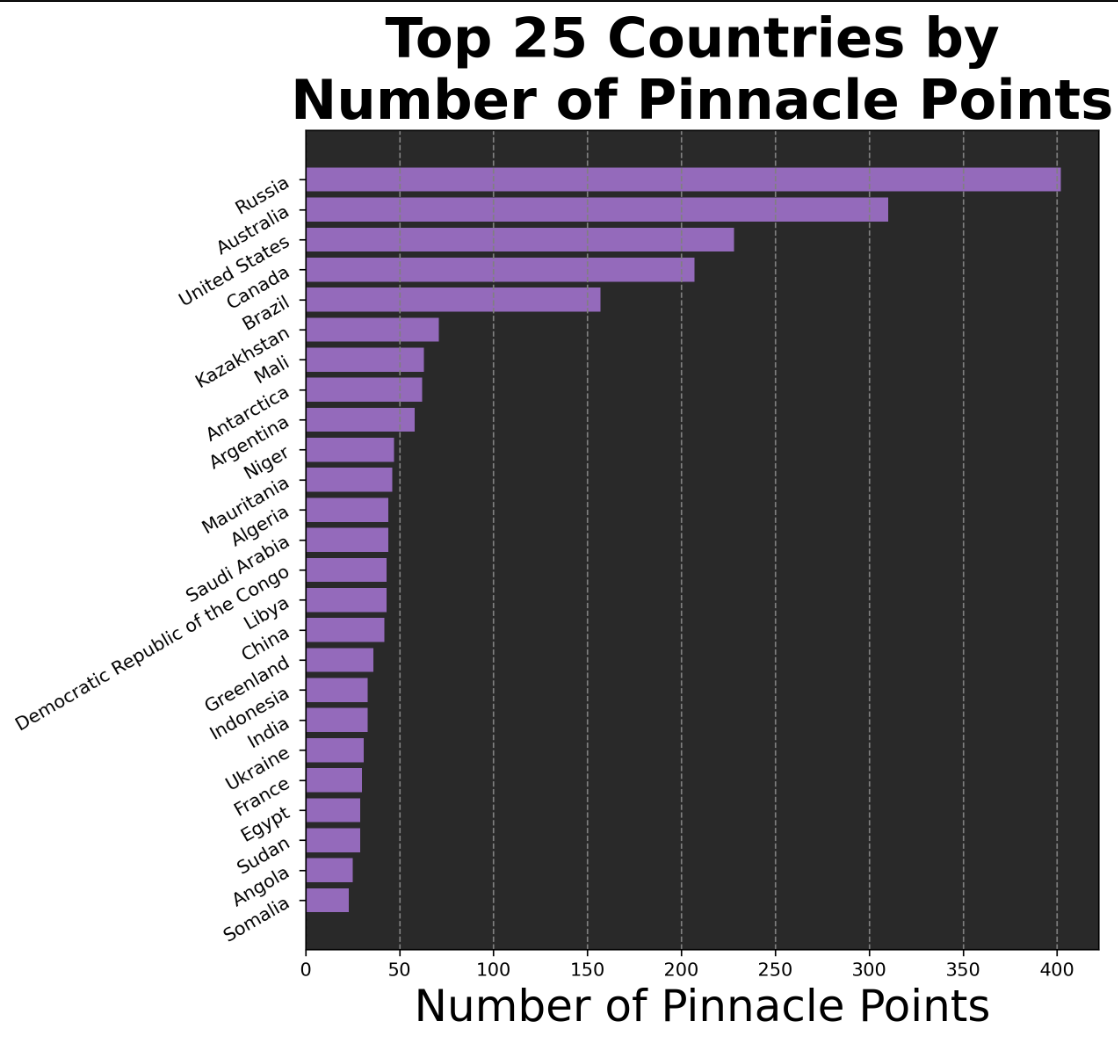 Top 25 Countries by
Number of Pinnacle Points
Russia
Australia
United States
Canada
Brazil
Kazakhstan
Mali
Antarctica
Argentina
Niger
Mauritania
Algeria
Saudi Arabia
Democratic Republic of the Congo
Libya
China
Greenland
Indonesia
India
Ukraine
France
Egypt
Sudan
Angola
Somalia
0 50 100 150 200 250 300 350 400
Number of Pinnacle Points